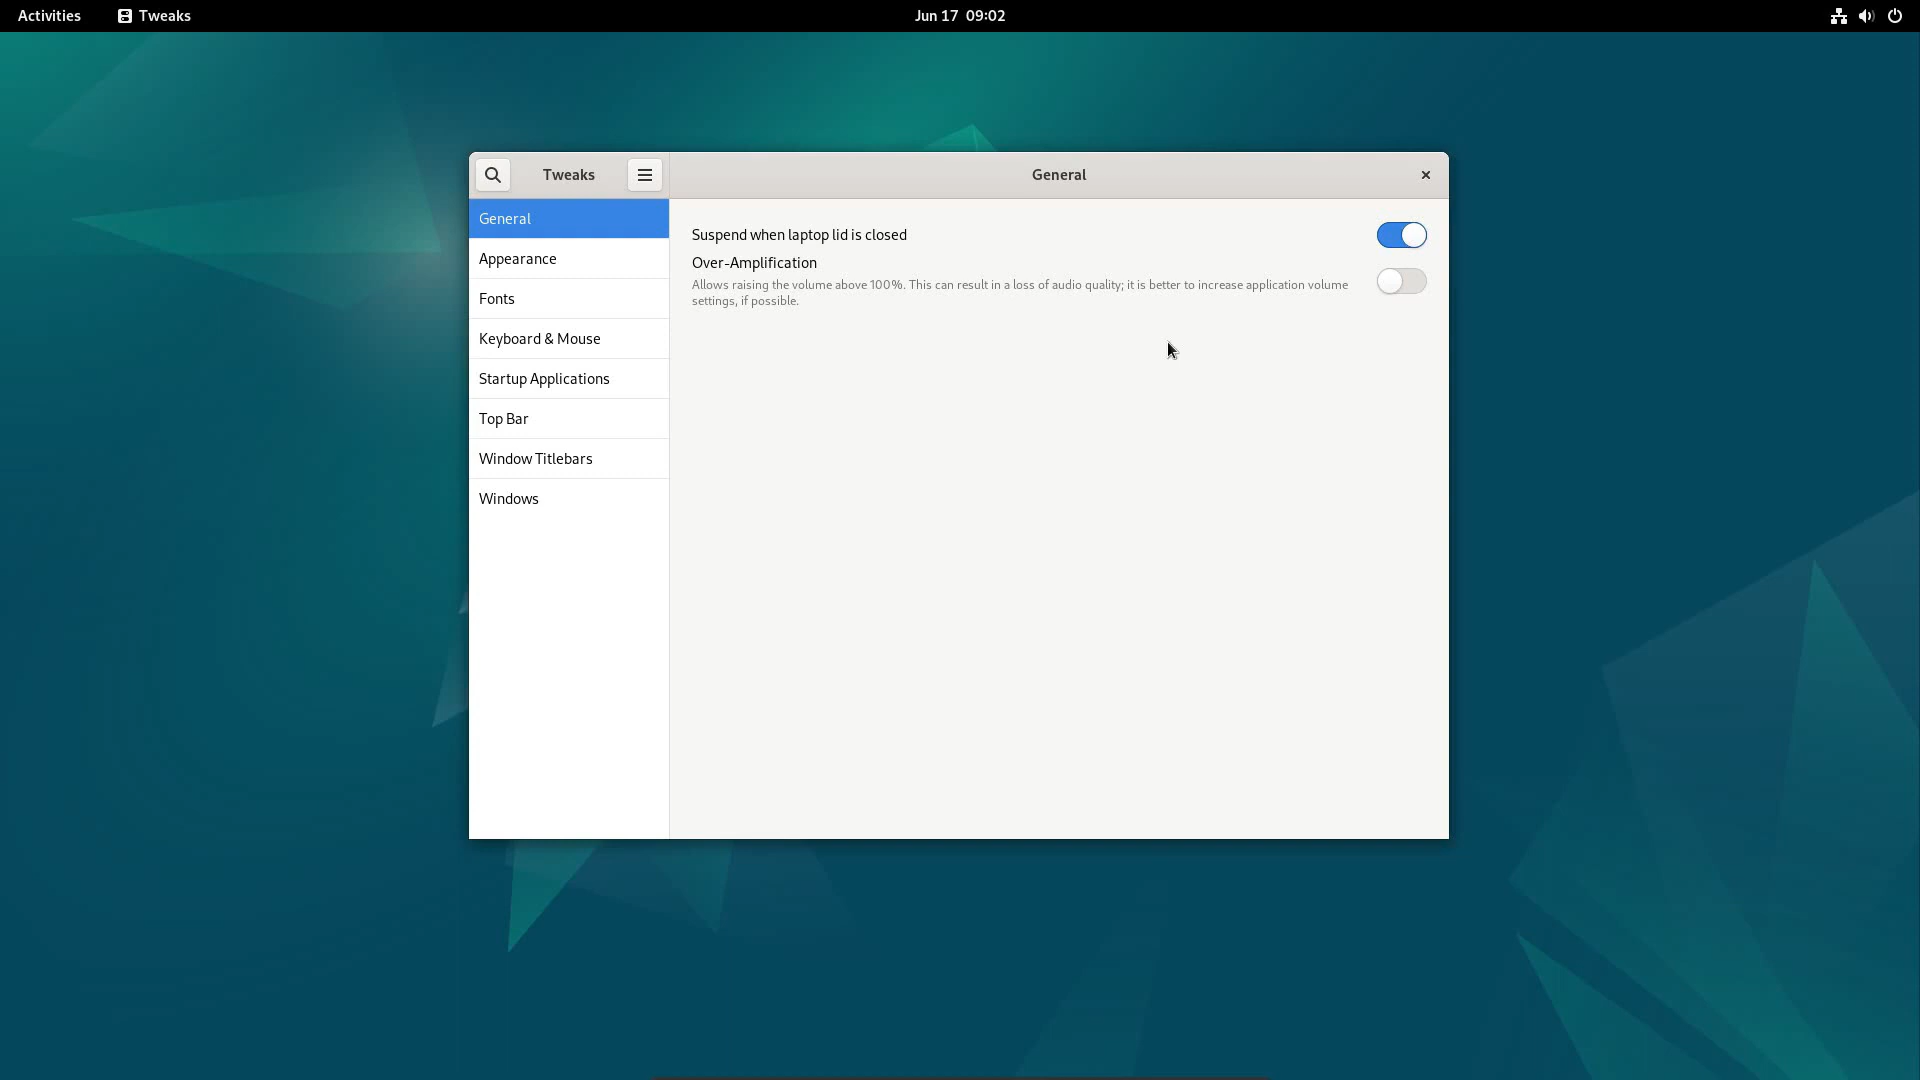 Activities Tweaks Jun 17 09:02
Tweaks General
General
Appearance
Fonts
Keyboard & Mouse
Startup Applications
Top Bar
Window Titlebars
Windows
Suspend when laptop lid is closed
Over-Amplification
Allows raising the volume above 100%. This can result in a loss of audio quality; it is better to increase application volume
settings, if possible.